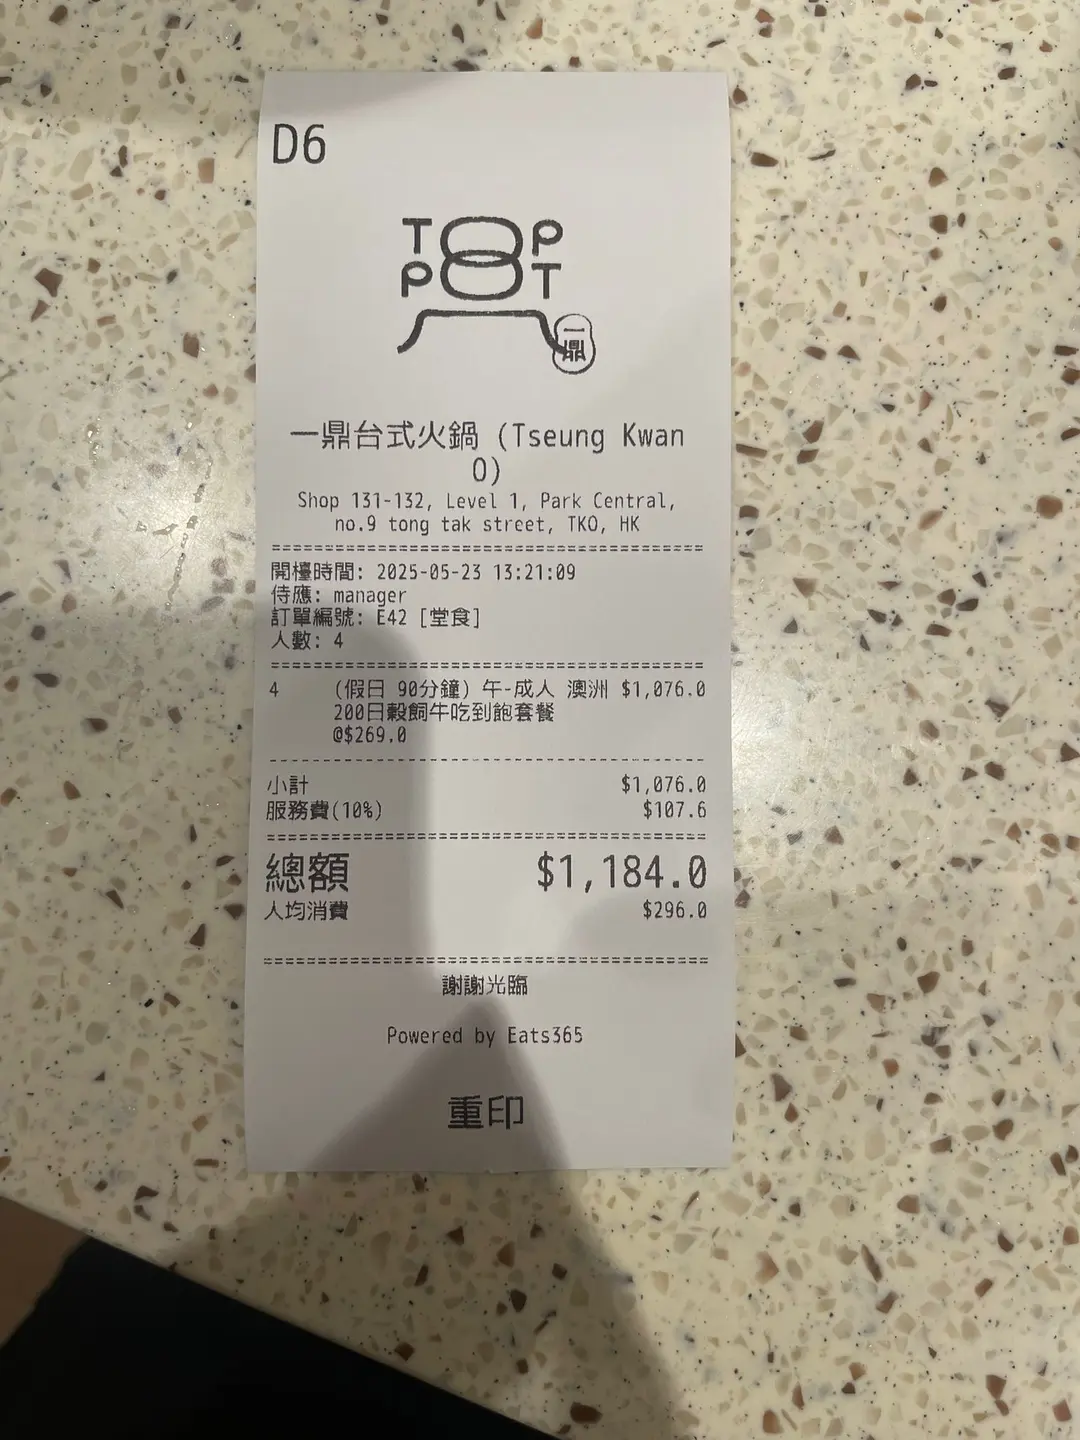 D6
TOP
POT
一鼎
一鼎台式火鍋 (Tseung Kwan
O)
Shop 131-132, Level 1, Park Central,
no.9 tong tak street, TKO, HK
========================================
開檯時間: 2025-05-23 13:21:09
侍應: manager
訂單編號: E42 [堂食]
人數: 4
========================================
4 (假日 90分鐘) 午-成人 澳洲 $1,076.0
200日穀飼牛吃到飽套餐
@$269.0
----------------------------------------
小計 $1,076.0
服務費(10%) $107.6
========================================
總額 $1,184.0
人均消費 $296.0
========================================
謝謝光臨
Powered by Eats365
重印